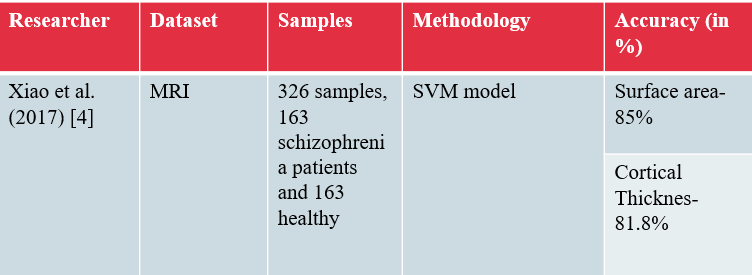 Researcher
Dataset
Samples
Methodology
Accuracy (in
%)
Xiao et al.
(2017) [4]
MRI
326 samples,
163
schizophreni
a patients
and 163
healthy
SVM model
Surface area-
85%
Cortical
Thicknes-
81.8%